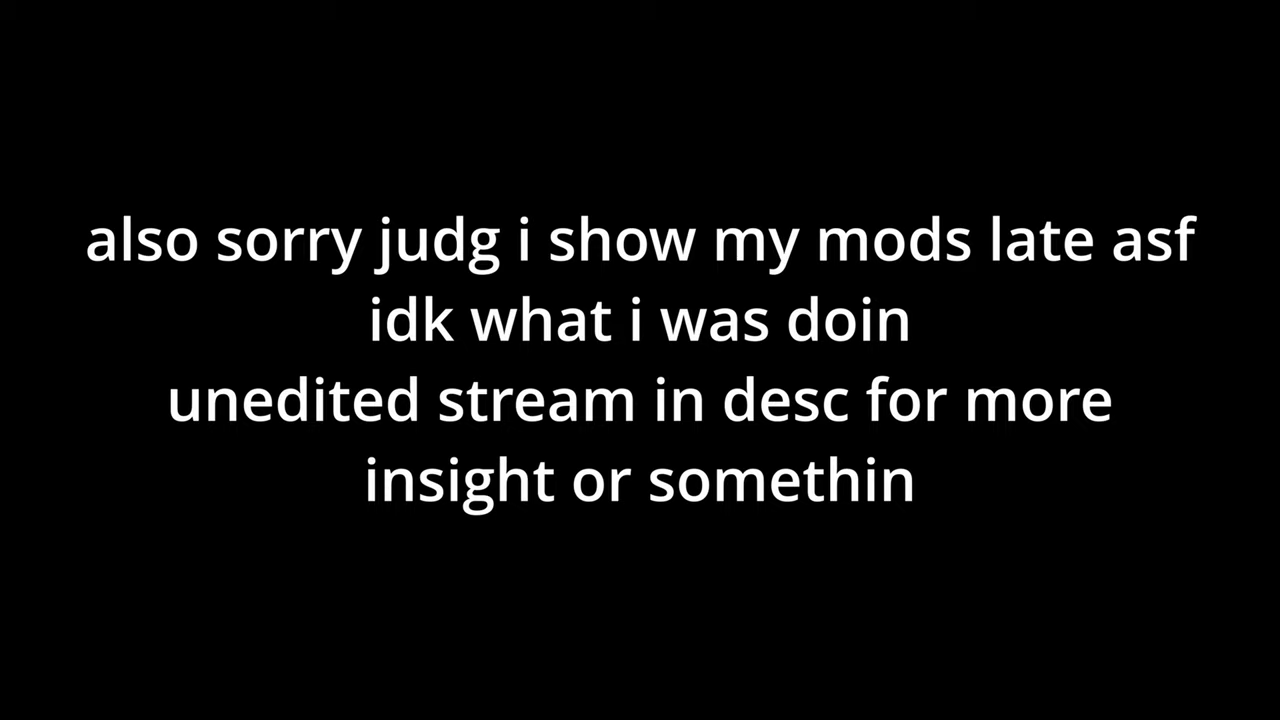 also sorry judg i show my mods late asf
idk what i was doin
unedited stream in desc for more
insight or somethin